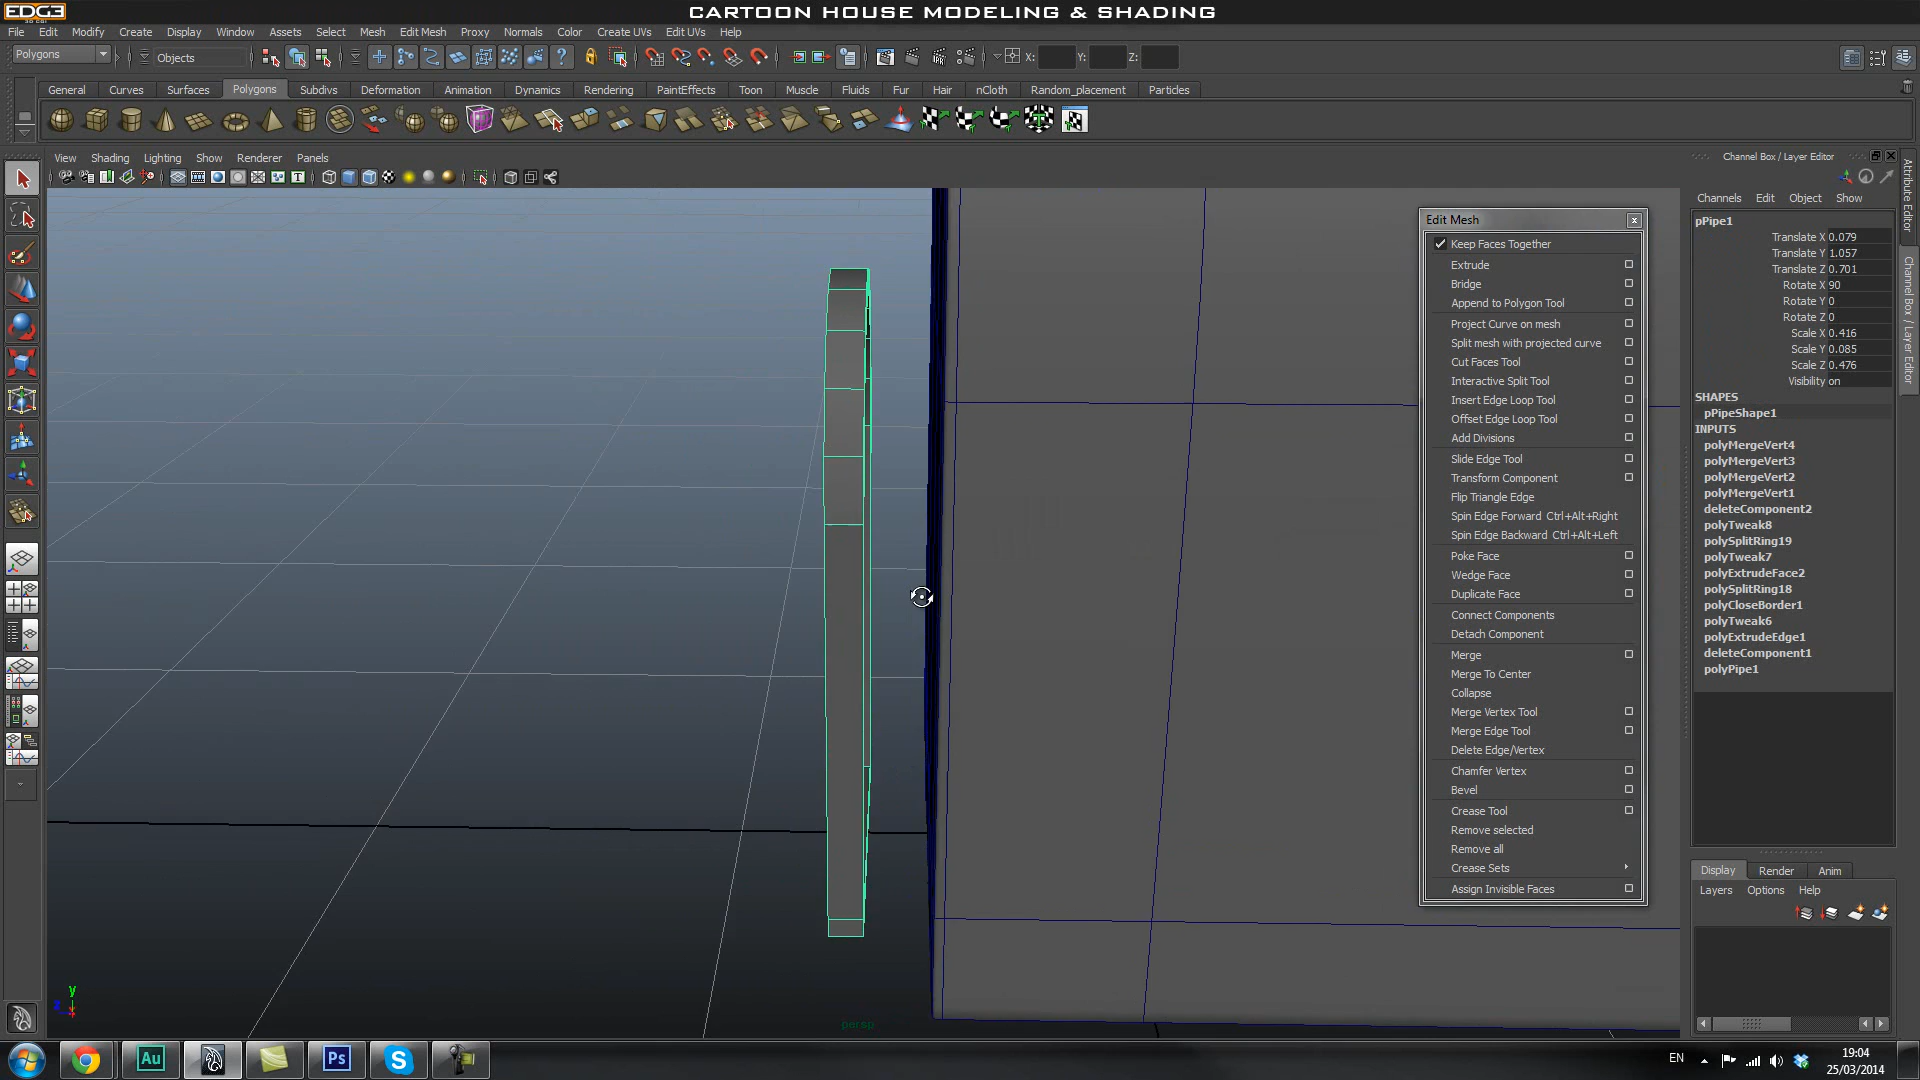 EDG3
CARTOON HOUSE MODELING & SHADING
File Edit Modify Create Display Window Assets Select Mesh Edit Mesh Proxy Normals Color Create UVs Edit UVs Help
Polygons Objects X: Y: Z:
General Curves Surfaces Polygons Subdivs Deformation Animation Dynamics Rendering PaintEffects Toon Muscle Fluids Fur Hair nCloth Random_placement Particles
View Shading Lighting Show Renderer Panels
Channel Box / Layer Editor
Channels Edit Object Show
pPipe1
Translate X 0.079
Translate Y 1.057
Translate Z 0.701
Rotate X 90
Rotate Y 0
Rotate Z 0
Scale X 0.416
Scale Y 0.085
Scale Z 0.476
Visibility on
SHAPES
pPipeShape1
INPUTS
polyMergeVert4
polyMergeVert3
polyMergeVert2
polyMergeVert1
deleteComponent2
polyTweak8
polySplitRing19
polyTweak7
polyExtrudeFace2
polySplitRing18
polyCloseBorder1
polyTweak6
polyExtrudeEdge1
deleteComponent1
polyPipe1
Attribute Editor
Channel Box / Layer Editor
Edit Mesh
Keep Faces Together
Extrude
Bridge
Append to Polygon Tool
Project Curve on mesh
Split mesh with projected curve
Cut Faces Tool
Interactive Split Tool
Insert Edge Loop Tool
Offset Edge Loop Tool
Add Divisions
Slide Edge Tool
Transform Component
Flip Triangle Edge
Spin Edge Forward Ctrl+Alt+Right
Spin Edge Backward Ctrl+Alt+Left
Poke Face
Wedge Face
Duplicate Face
Connect Components
Detach Component
Merge
Merge To Center
Collapse
Merge Vertex Tool
Merge Edge Tool
Delete Edge/Vertex
Chamfer Vertex
Bevel
Crease Tool
Remove selected
Remove all
Crease Sets
Assign Invisible Faces
Display Render Anim
Layers Options Help
y
persp
Au Ps
EN
19:04
25/03/2014